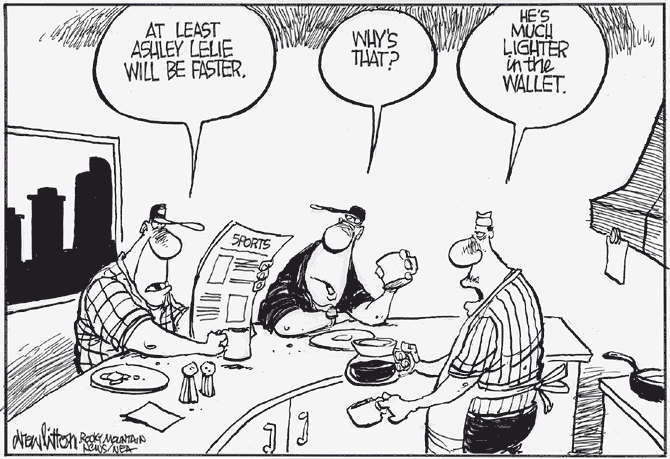 AT LEAST
ASHLEY LELIE
WILL BE FASTER.
WHY'S
THAT?
HE'S
MUCH
LIGHTER
in the
WALLET.
SPORTS
drew litton
ROCKY MOUNTAIN
NEWS/NEA